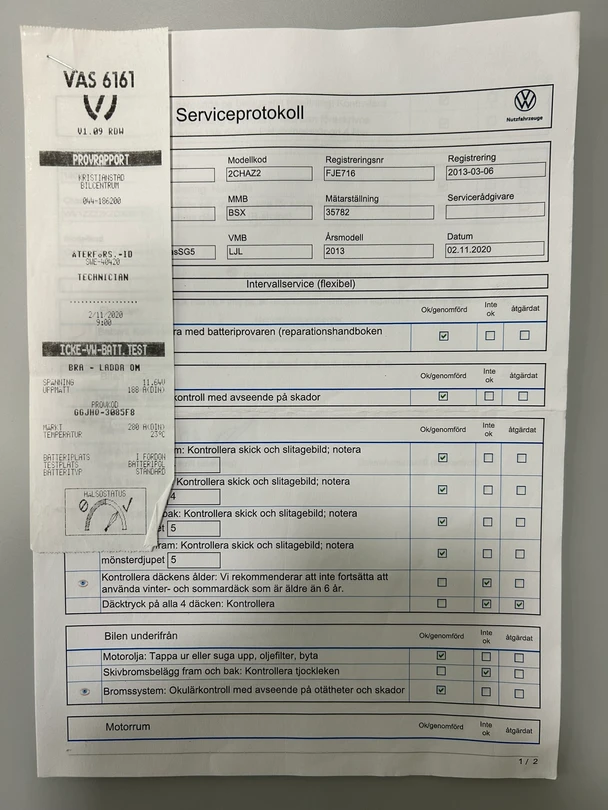 VAS 6161
V1.09 RDW
PROVRAPPORT
KRISTIANSTAD
BILCENTRUM
044-186200
ATERFÖRS.-ID
SWE-40420
TECHNICIAN
..................
2/11/2020
9:00
ICKE-VW-BATT.TEST
BRA - LADDA OM
SPÄNNING 11.64V
UPPMÄTT 188 A(DIN)
PROVKOD
GGJH0-3085F8
MÄRKT 280 A(DIN)
TEMPERATUR 23°C
BATTERIPLATS I FORDON
TESTPLATS BATTERIPOL
BATTERITYP STANDARD
HÄLSOSTATUS
Serviceprotokoll
Nutzfahrzeuge
Modellkod Registreringsnr Registrering
2CHAZ2 FJE716 2013-03-06
MMB Mätarställning Servicerådgivare
BSX 35782
VMB Årsmodell Datum
sSG5 LJL 2013 02.11.2020
Intervallservice (flexibel)
Ok/genomförd Inte ok åtgärdat
ra med batteriprovaren (reparationshandboken
Ok/genomförd Inte ok åtgärdat
kontroll med avseende på skador
Ok/genomförd Inte ok åtgärdat
m: Kontrollera skick och slitagebild; notera
Kontrollera skick och slitagebild; notera
4
bak: Kontrollera skick och slitagebild; notera
et 5
ram: Kontrollera skick och slitagebild; notera
mönsterdjupet 5
Kontrollera däckens ålder: Vi rekommenderar att inte fortsätta att
använda vinter- och sommardäck som är äldre än 6 år.
Däcktryck på alla 4 däcken: Kontrollera
Bilen underifrån Ok/genomförd Inte ok åtgärdat
Motorolja: Tappa ur eller suga upp, oljefilter, byta
Skivbromsbelägg fram och bak: Kontrollera tjockleken
Bromssystem: Okulärkontroll med avseende på otätheter och skador
Motorrum Ok/genomförd Inte ok åtgärdat
1 / 2